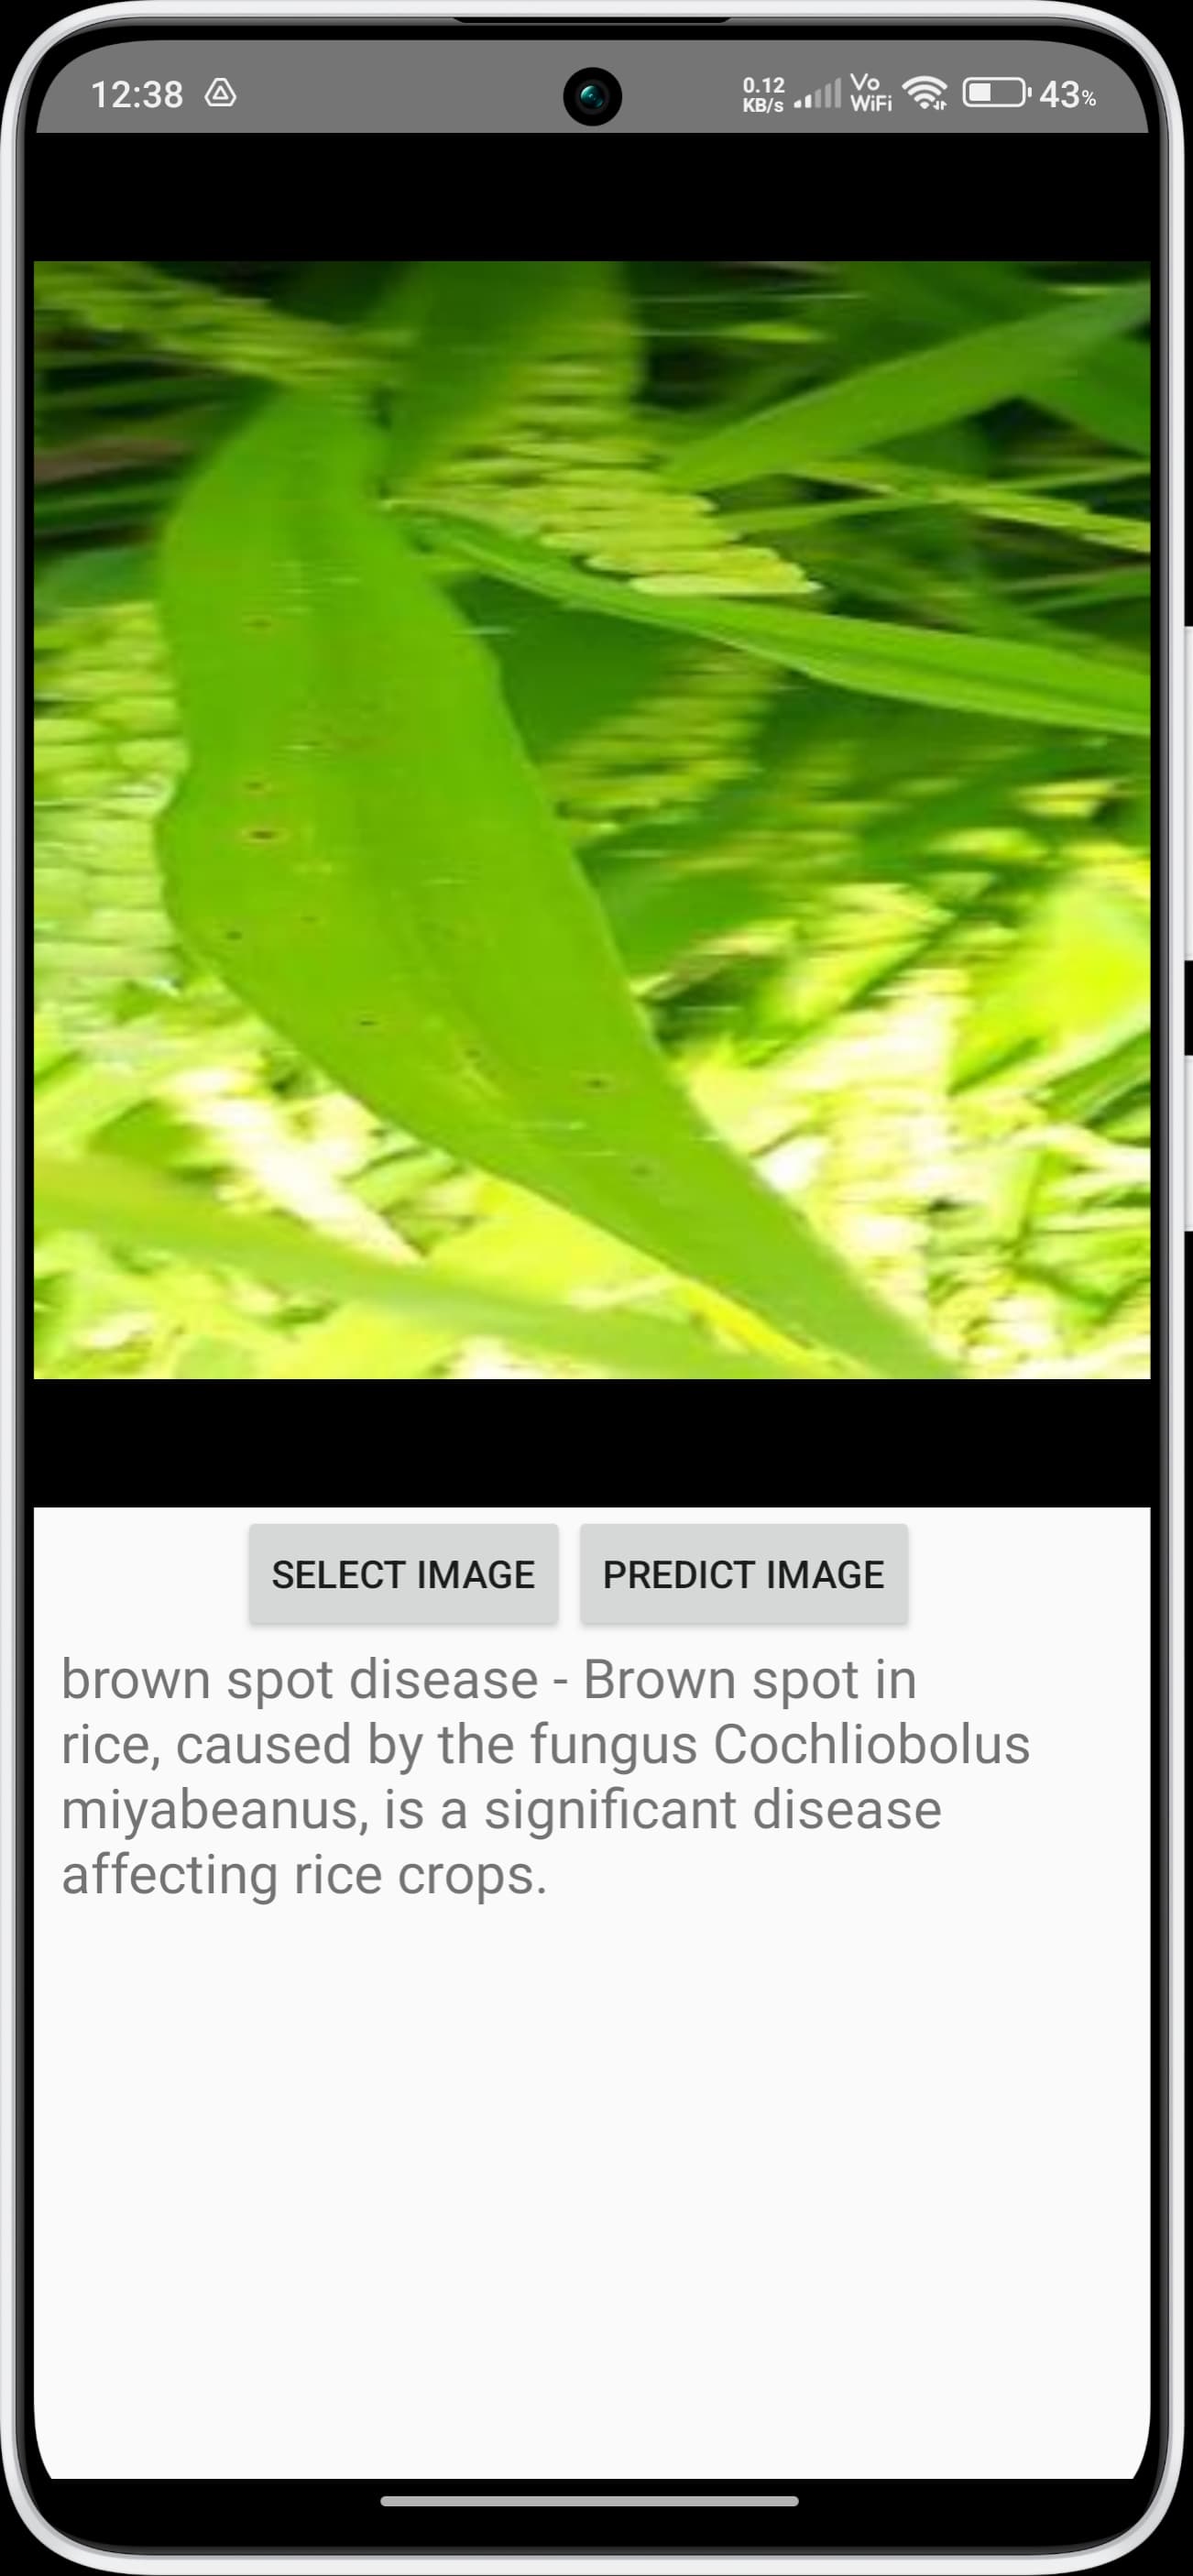 12:38
0.12
KB/s
Vo
WiFi
43%
SELECT IMAGE
PREDICT IMAGE
brown spot disease - Brown spot in
rice, caused by the fungus Cochliobolus
miyabeanus, is a significant disease
affecting rice crops.